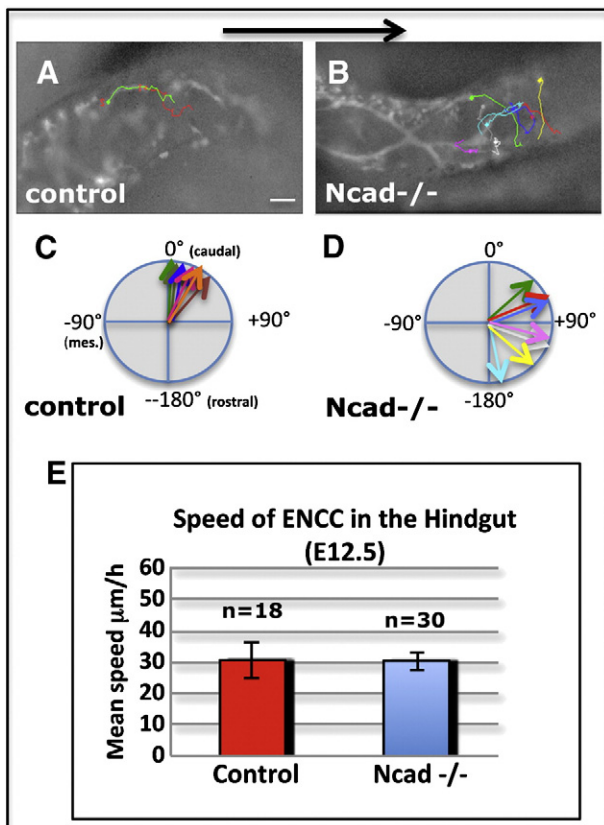 A
B
control
Ncad-/-
C
0° (caudal)
-90°
(mes.)
+90°
--180° (rostral)
control
D
0°
-90°
+90°
-180°
Ncad-/-
E
Speed of ENCC in the Hindgut
(E12.5)
Mean speed μm/h
60
50
40
30
20
10
0
n=18
n=30
Control
Ncad -/-